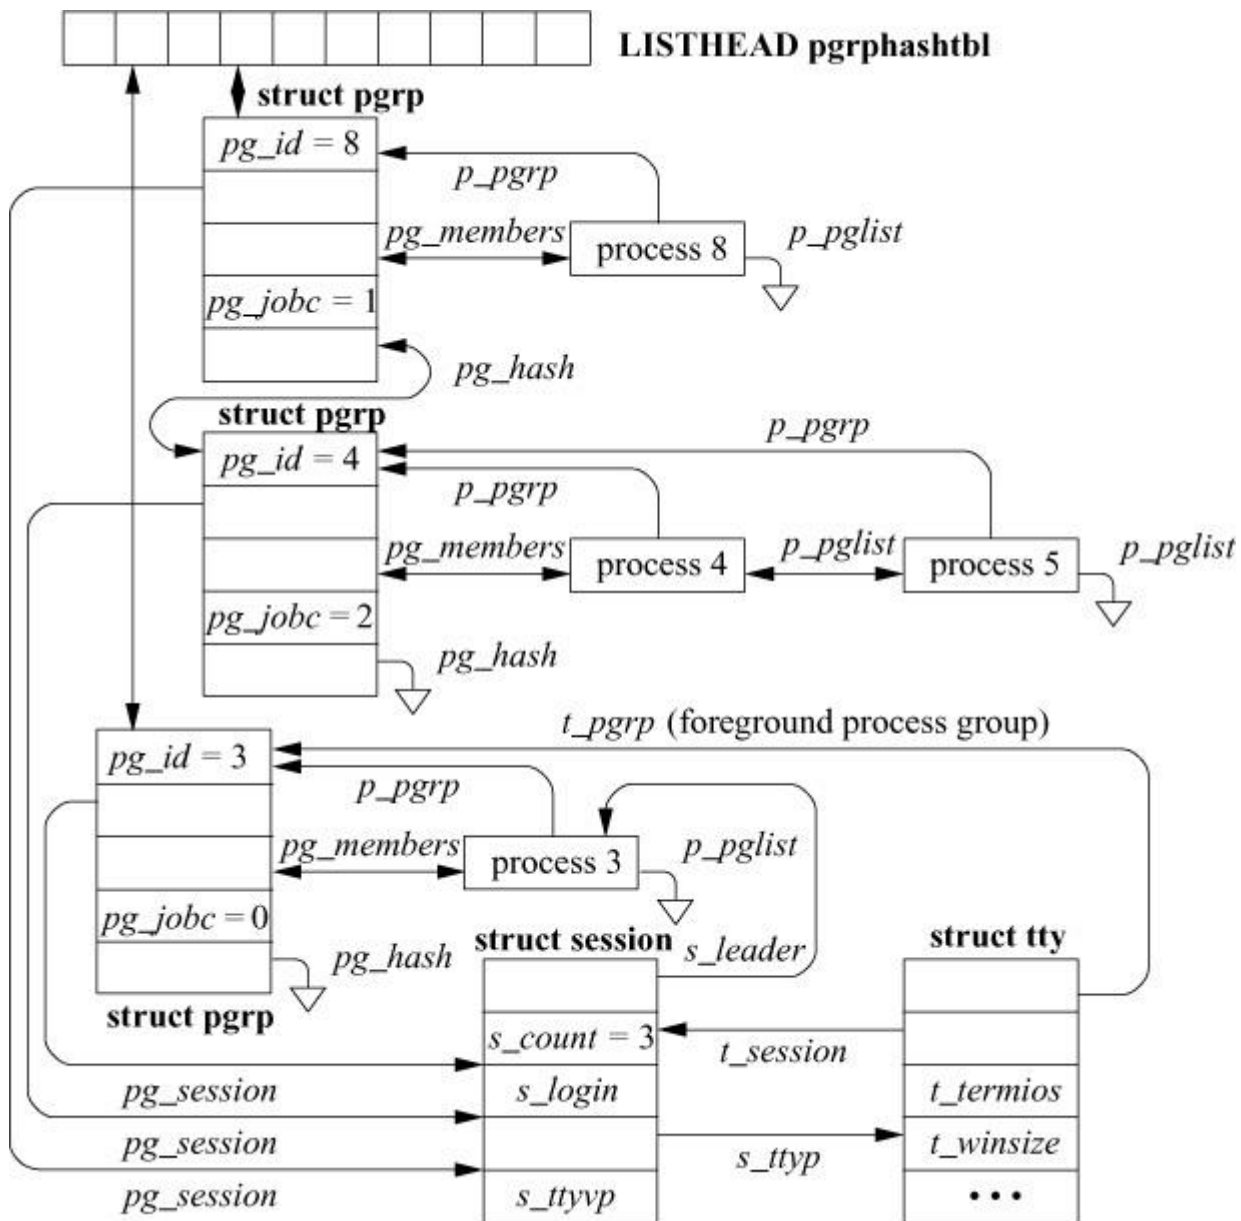 LISTHEAD pgrphashtbl
struct pgrp
pg_id = 8
p_pgrp
pg_members
process 8
p_pglist
pg_jobc = 1
pg_hash
struct pgrp
p_pgrp
pg_id = 4
p_pgrp
pg_members
process 4
p_pglist
process 5
p_pglist
pg_jobc = 2
pg_hash
t_pgrp (foreground process group)
pg_id = 3
p_pgrp
pg_members
process 3
p_pglist
pg_jobc = 0
pg_hash
struct session
s_leader
struct tty
struct pgrp
s_count = 3
t_session
pg_session
s_login
t_termios
pg_session
s_ttyp
t_winsize
pg_session
s_ttyvp
• • •